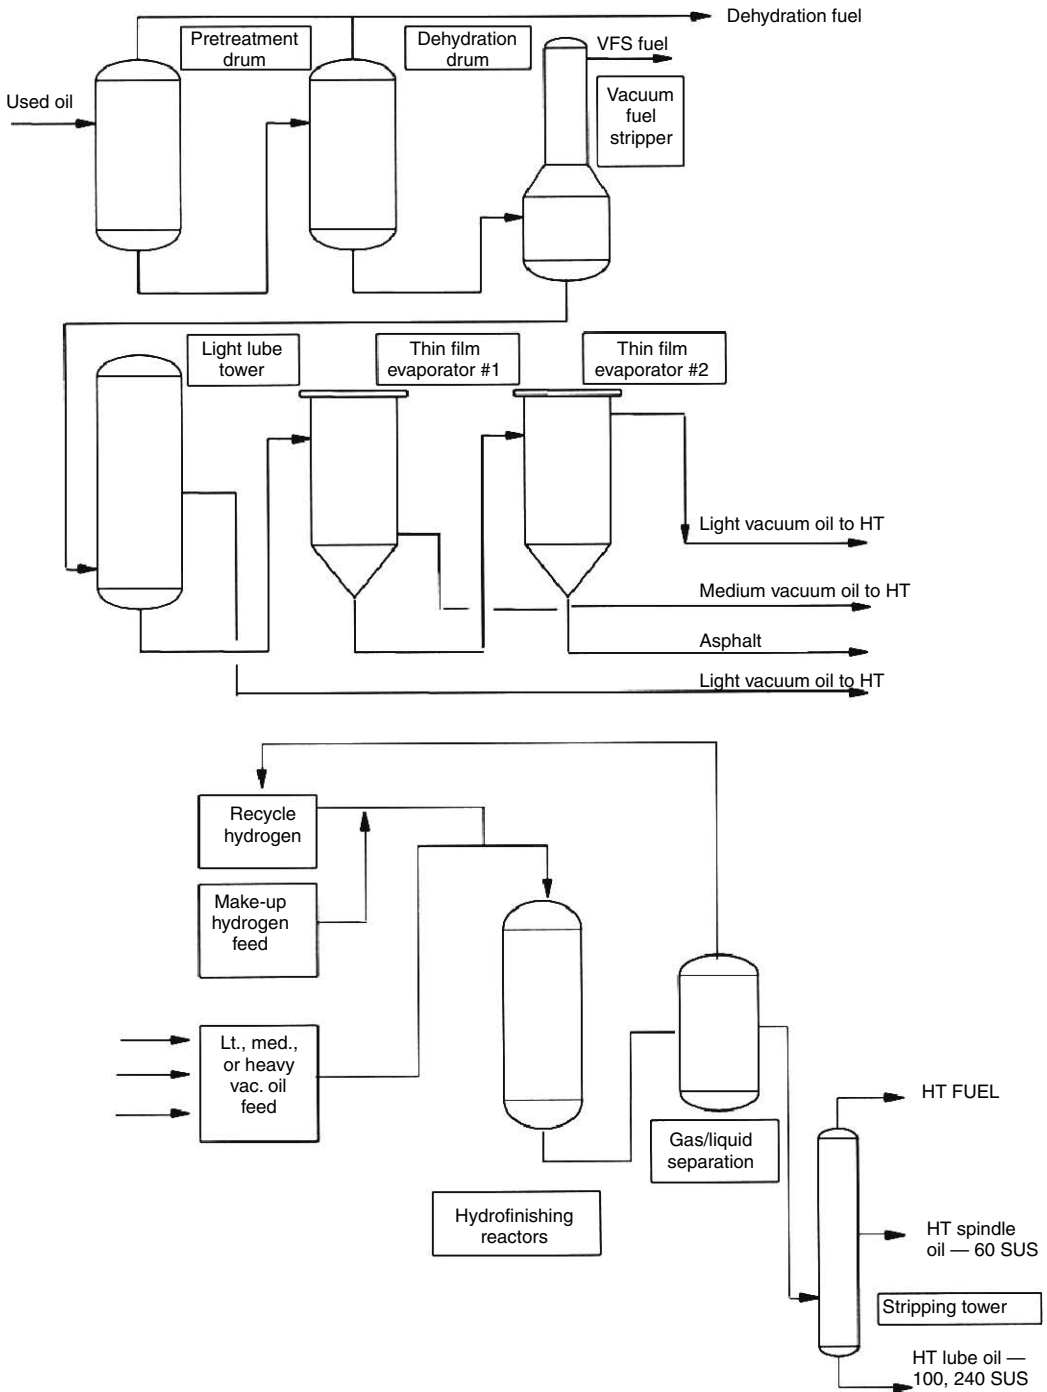 Dehydration fuel
Pretreatment
drum
Dehydration
drum
VFS fuel
Used oil
Vacuum
fuel
stripper
Light lube
tower
Thin film
evaporator #1
Thin film
evaporator #2
Light vacuum oil to HT
Medium vacuum oil to HT
Asphalt
Light vacuum oil to HT
Recycle
hydrogen
Make-up
hydrogen
feed
Lt., med.,
or heavy
vac. oil
feed
HT FUEL
Gas/liquid
separation
Hydrofinishing
reactors
HT spindle
oil — 60 SUS
Stripping tower
HT lube oil —
100, 240 SUS